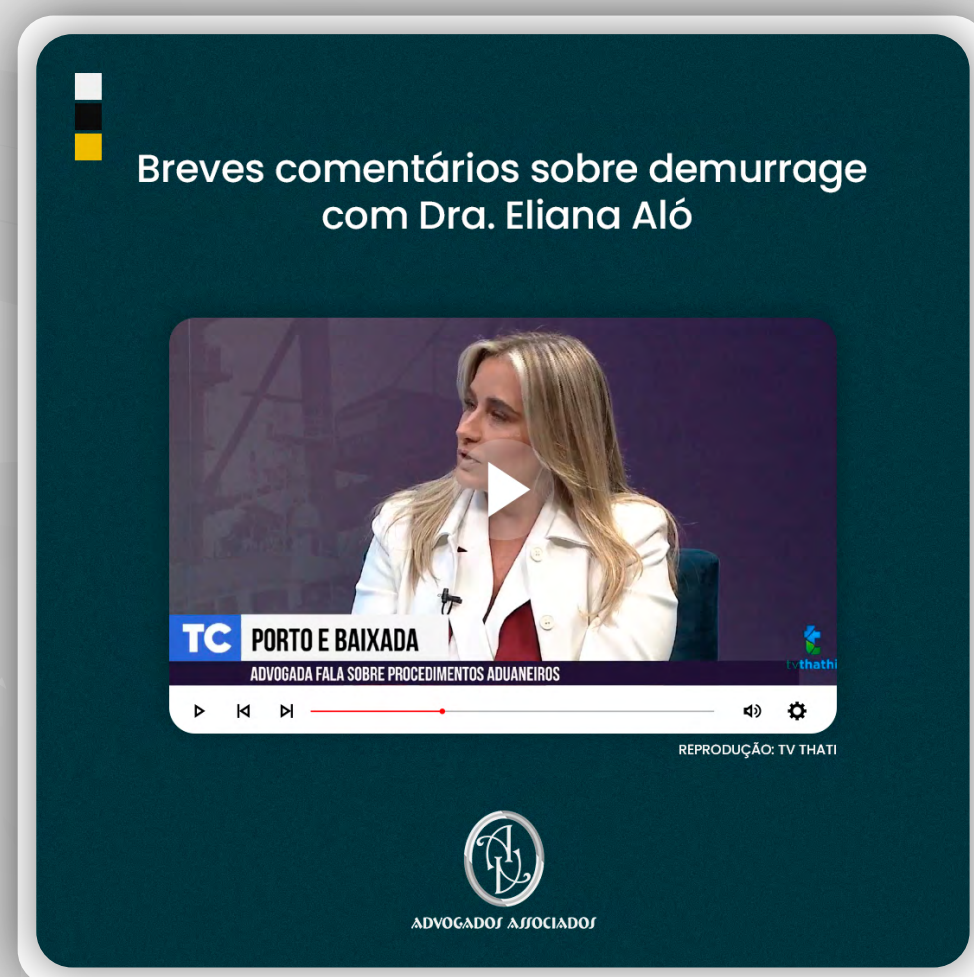 Breves comentários sobre demurrage
com Dra. Eliana Aló
TC PORTO E BAIXADA
ADVOGADA FALA SOBRE PROCEDIMENTOS ADUANEIROS
tvthathi
REPRODUÇÃO: TV THATI
ADVOGADOS ASSOCIADOS